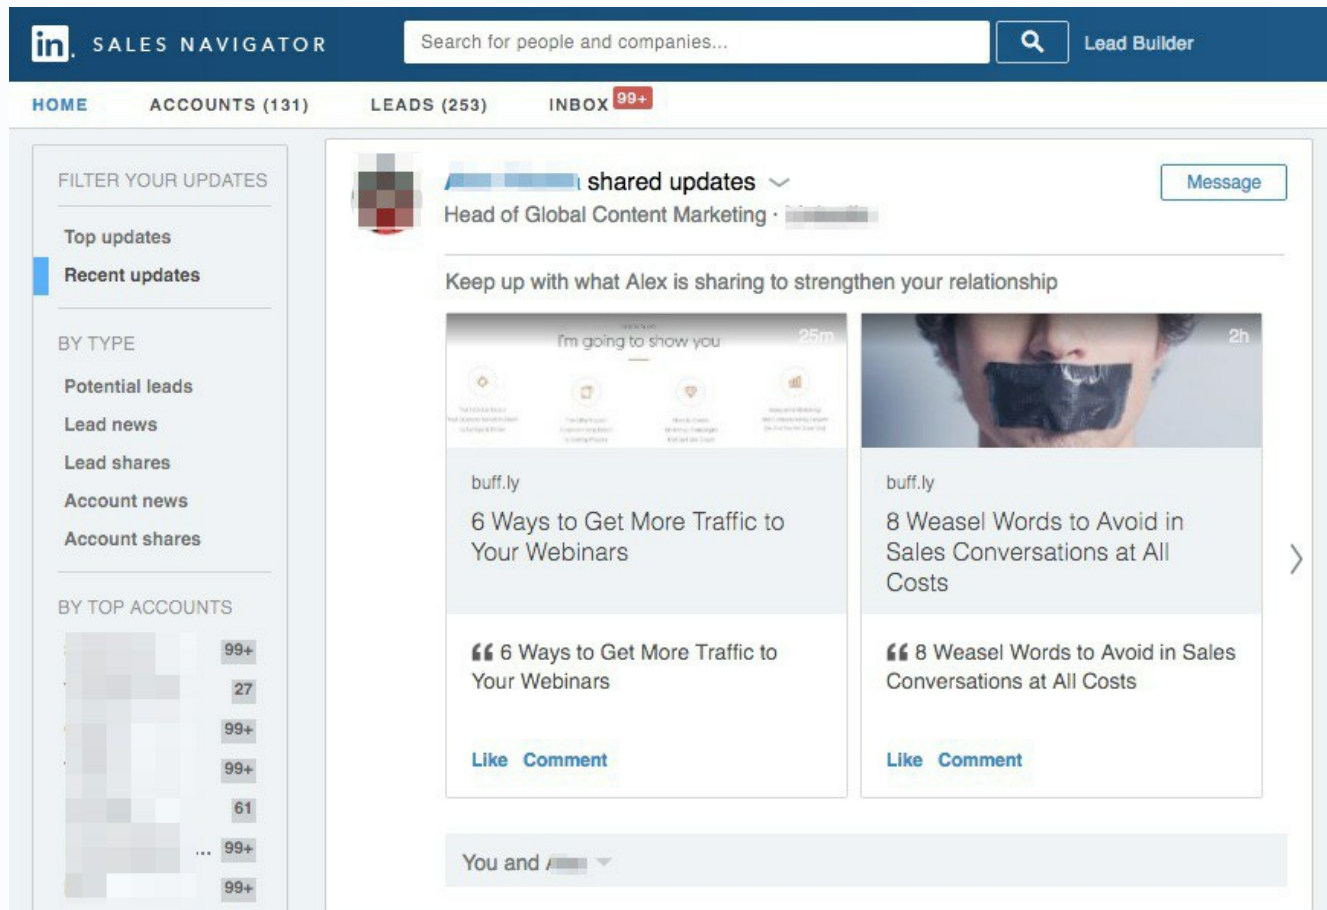 in. SALES NAVIGATOR
Search for people and companies...
Lead Builder
HOME
ACCOUNTS (131)
LEADS (253)
INBOX 99+
FILTER YOUR UPDATES
Top updates
Recent updates
BY TYPE
Potential leads
Lead news
Lead shares
Account news
Account shares
BY TOP ACCOUNTS
99+
27
99+
99+
61
... 99+
99+
shared updates
Message
Head of Global Content Marketing ·
Keep up with what Alex is sharing to strengthen your relationship
I'm going to show you
25m
buff.ly
6 Ways to Get More Traffic to
Your Webinars
❝ 6 Ways to Get More Traffic to
Your Webinars
Like Comment
2h
buff.ly
8 Weasel Words to Avoid in
Sales Conversations at All
Costs
❝ 8 Weasel Words to Avoid in Sales
Conversations at All Costs
Like Comment
You and